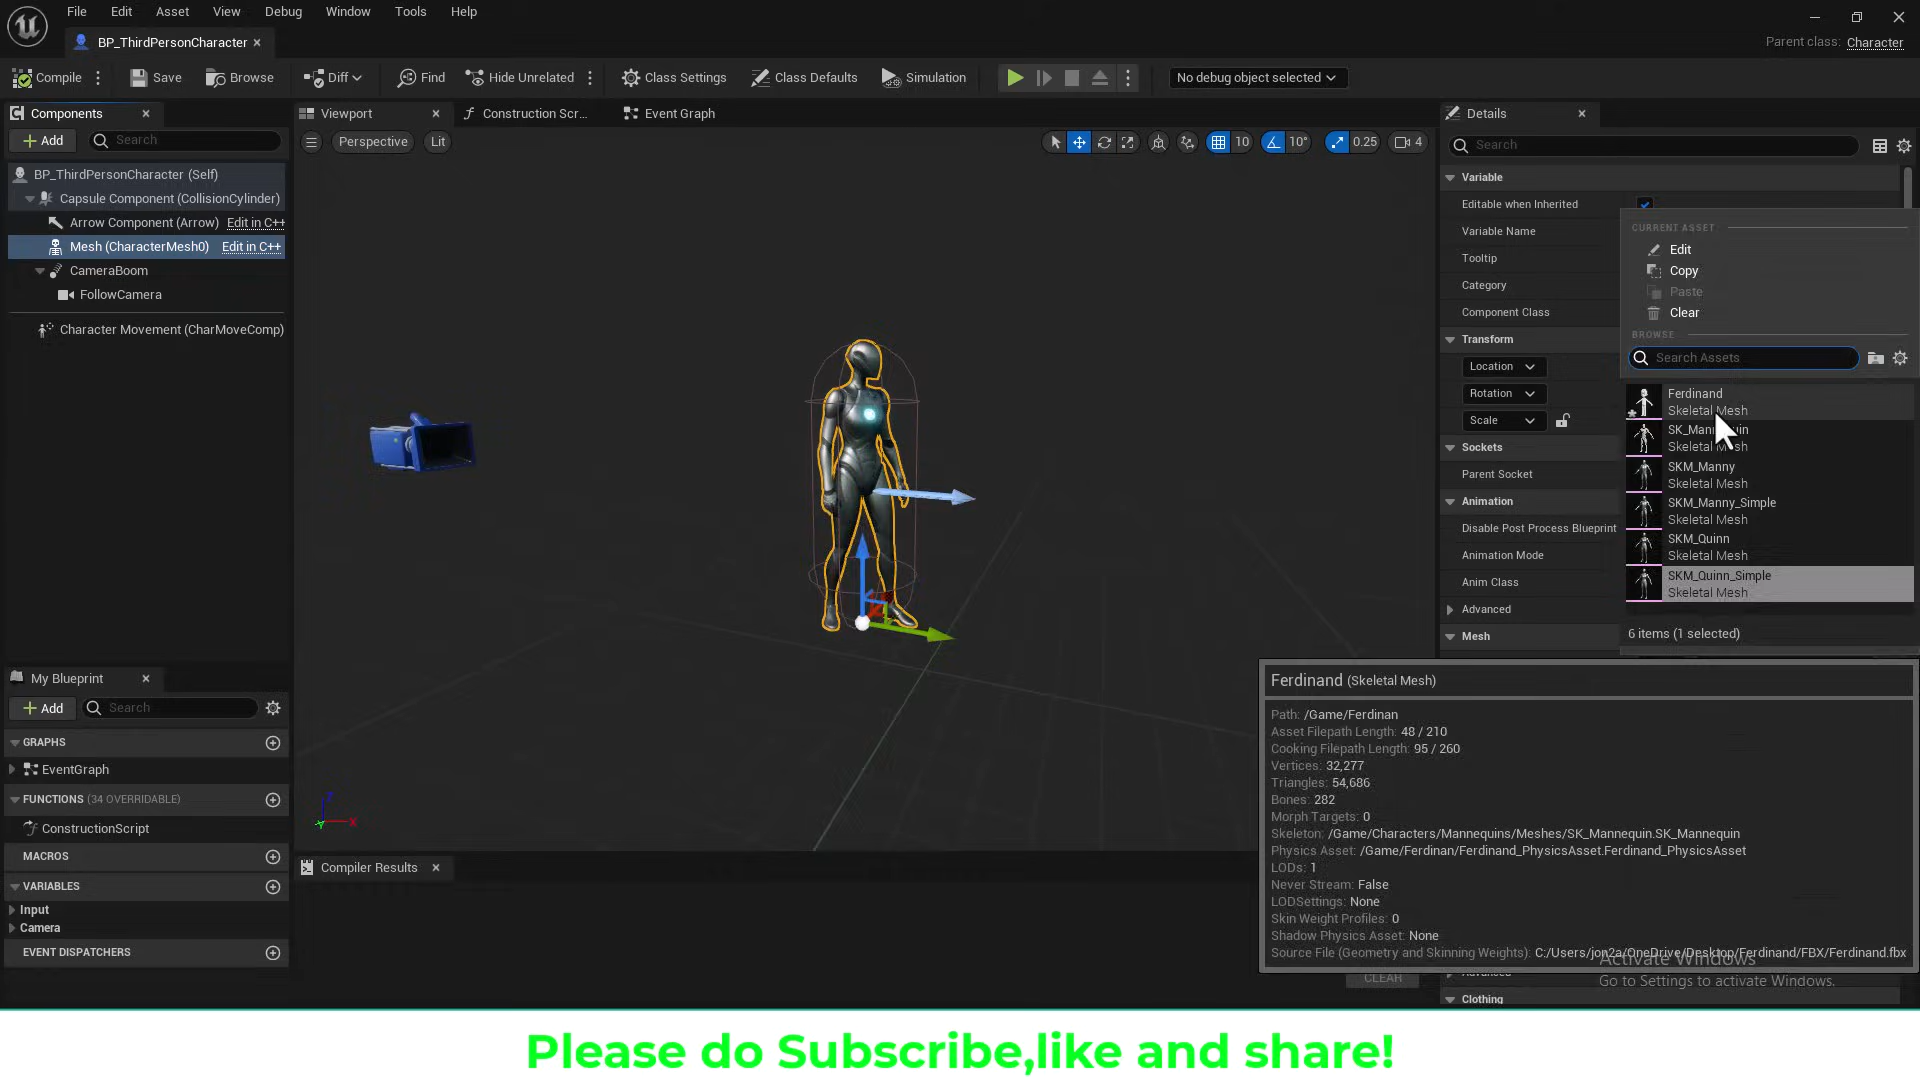 File Edit Asset View Debug Window Tools Help
BP_ThirdPersonCharacter
Parent class: Character
Compile Save Browse Diff Find Hide Unrelated Class Settings Class Defaults Simulation No debug object selected
Components
Add Search
BP_ThirdPersonCharacter (Self)
Capsule Component (CollisionCylinder)
Arrow Component (Arrow) Edit in C++
Mesh (CharacterMesh0) Edit in C++
CameraBoom
FollowCamera
Character Movement (CharMoveComp)
Viewport Construction Scr... Event Graph
Perspective Lit
10 10° 0.25 4
Details
Search
Variable
Editable when Inherited
Variable Name
Tooltip
Category
Component Class
Transform
Location
Rotation
Scale
Sockets
Parent Socket
Animation
Disable Post Process Blueprint
Animation Mode
Anim Class
Advanced
Mesh
CURRENT ASSET
Edit
Copy
Paste
Clear
BROWSE
Search Assets
Ferdinand
Skeletal Mesh
SK_Mannequin
Skeletal Mesh
SKM_Manny
Skeletal Mesh
SKM_Manny_Simple
Skeletal Mesh
SKM_Quinn
Skeletal Mesh
SKM_Quinn_Simple
Skeletal Mesh
6 items (1 selected)
Ferdinand (Skeletal Mesh)
Path: /Game/Ferdinan
Asset Filepath Length: 48 / 210
Cooking Filepath Length: 95 / 260
Vertices: 32,277
Triangles: 54,686
Bones: 282
Morph Targets: 0
Skeleton: /Game/Characters/Mannequins/Meshes/SK_Mannequin.SK_Mannequin
Physics Asset: /Game/Ferdinan/Ferdinand_PhysicsAsset.Ferdinand_PhysicsAsset
LODs: 1
Never Stream: False
LODSettings: None
Skin Weight Profiles: 0
Shadow Physics Asset: None
Source File (Geometry and Skinning Weights): C:/Users/jon2a/OneDrive/Desktop/Ferdinand/FBX/Ferdinand.fbx
Activate Windows
Go to Settings to activate Windows.
CLEAR
Advanced
Clothing
My Blueprint
Add Search
GRAPHS
EventGraph
FUNCTIONS (34 OVERRIDABLE)
ConstructionScript
MACROS
VARIABLES
Input
Camera
EVENT DISPATCHERS
Z
X
Y
Compiler Results
Please do Subscribe,like and share!